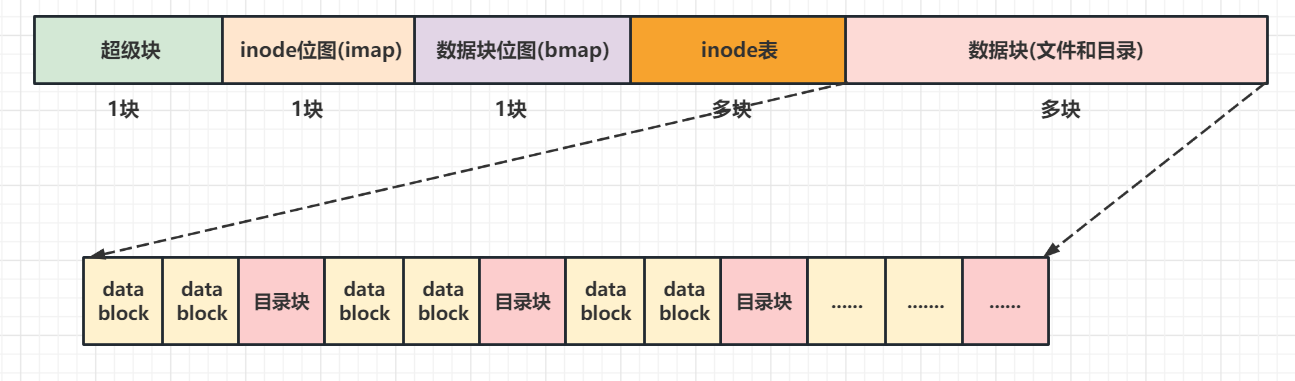 超级块
inode位图(imap)
数据块位图(bmap)
inode表
数据块(文件和目录)
1块
1块
1块
多块
多块
data
block
data
block
目录块
data
block
data
block
目录块
data
block
data
block
目录块
......
.......
......